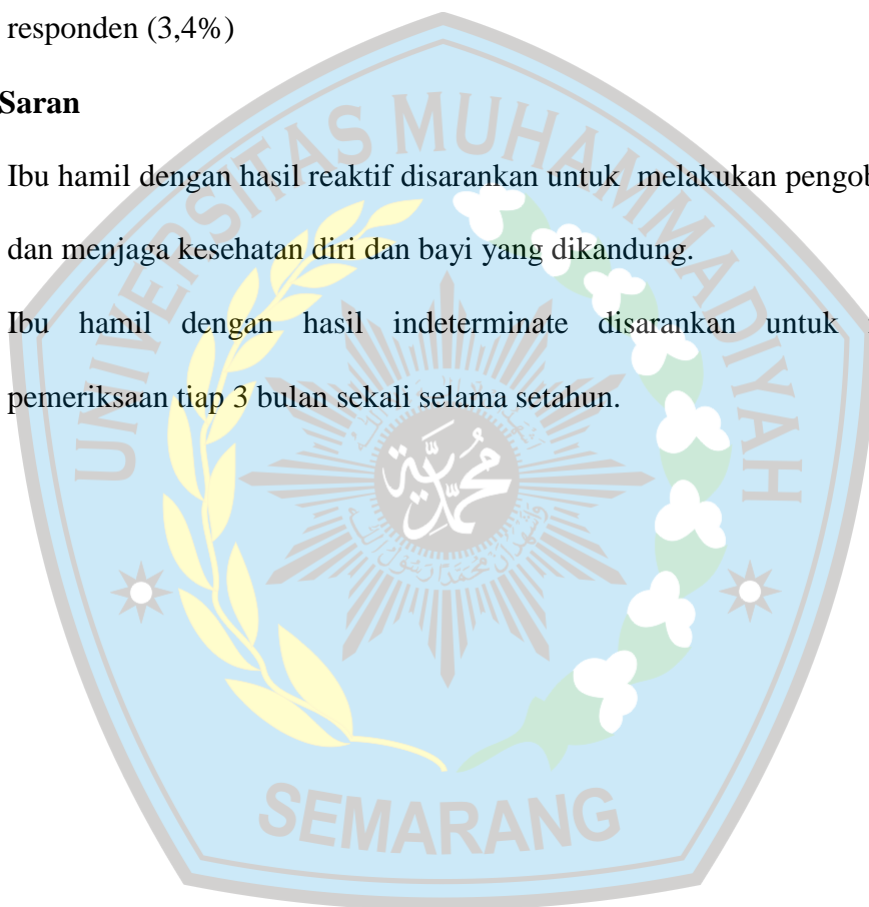 responden (3,4%)
Saran
Ibu hamil dengan hasil reaktif disarankan untuk melakukan
dan menjaga kesehatan diri dan bayi yang dikandung.
Ibu hamil dengan hasil indeterminate disarankan untuk
pemeriksaan tiap 3 bulan sekali selama setahun.
UNIVERSITAS MUHAMMADIYAH
محمدية
SEMARANG